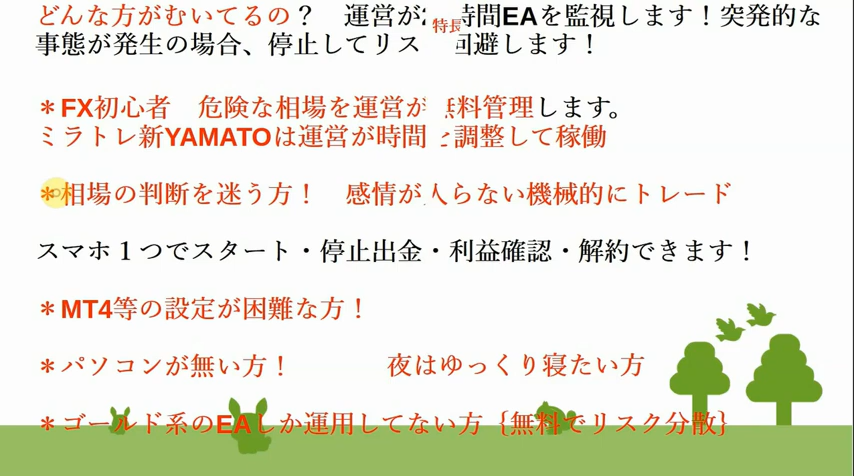 どんな方がむいてるの？　運営が 時間EAを監視します！突発的な
特長
事態が発生の場合、停止してリス 回避します！
＊FX初心者　危険な相場を運営が 無料管理します。
ミラトレ新YAMATOは運営が時間を調整して稼働
＊相場の判断を迷う方！　感情が入らない機械的にトレード
スマホ１つでスタート・停止出金・利益確認・解約できます！
＊MT4等の設定が困難な方！
＊パソコンが無い方！　　　　夜はゆっくり寝たい方
＊ゴールド系のEAしか運用してない方｛無料でリスク分散｝